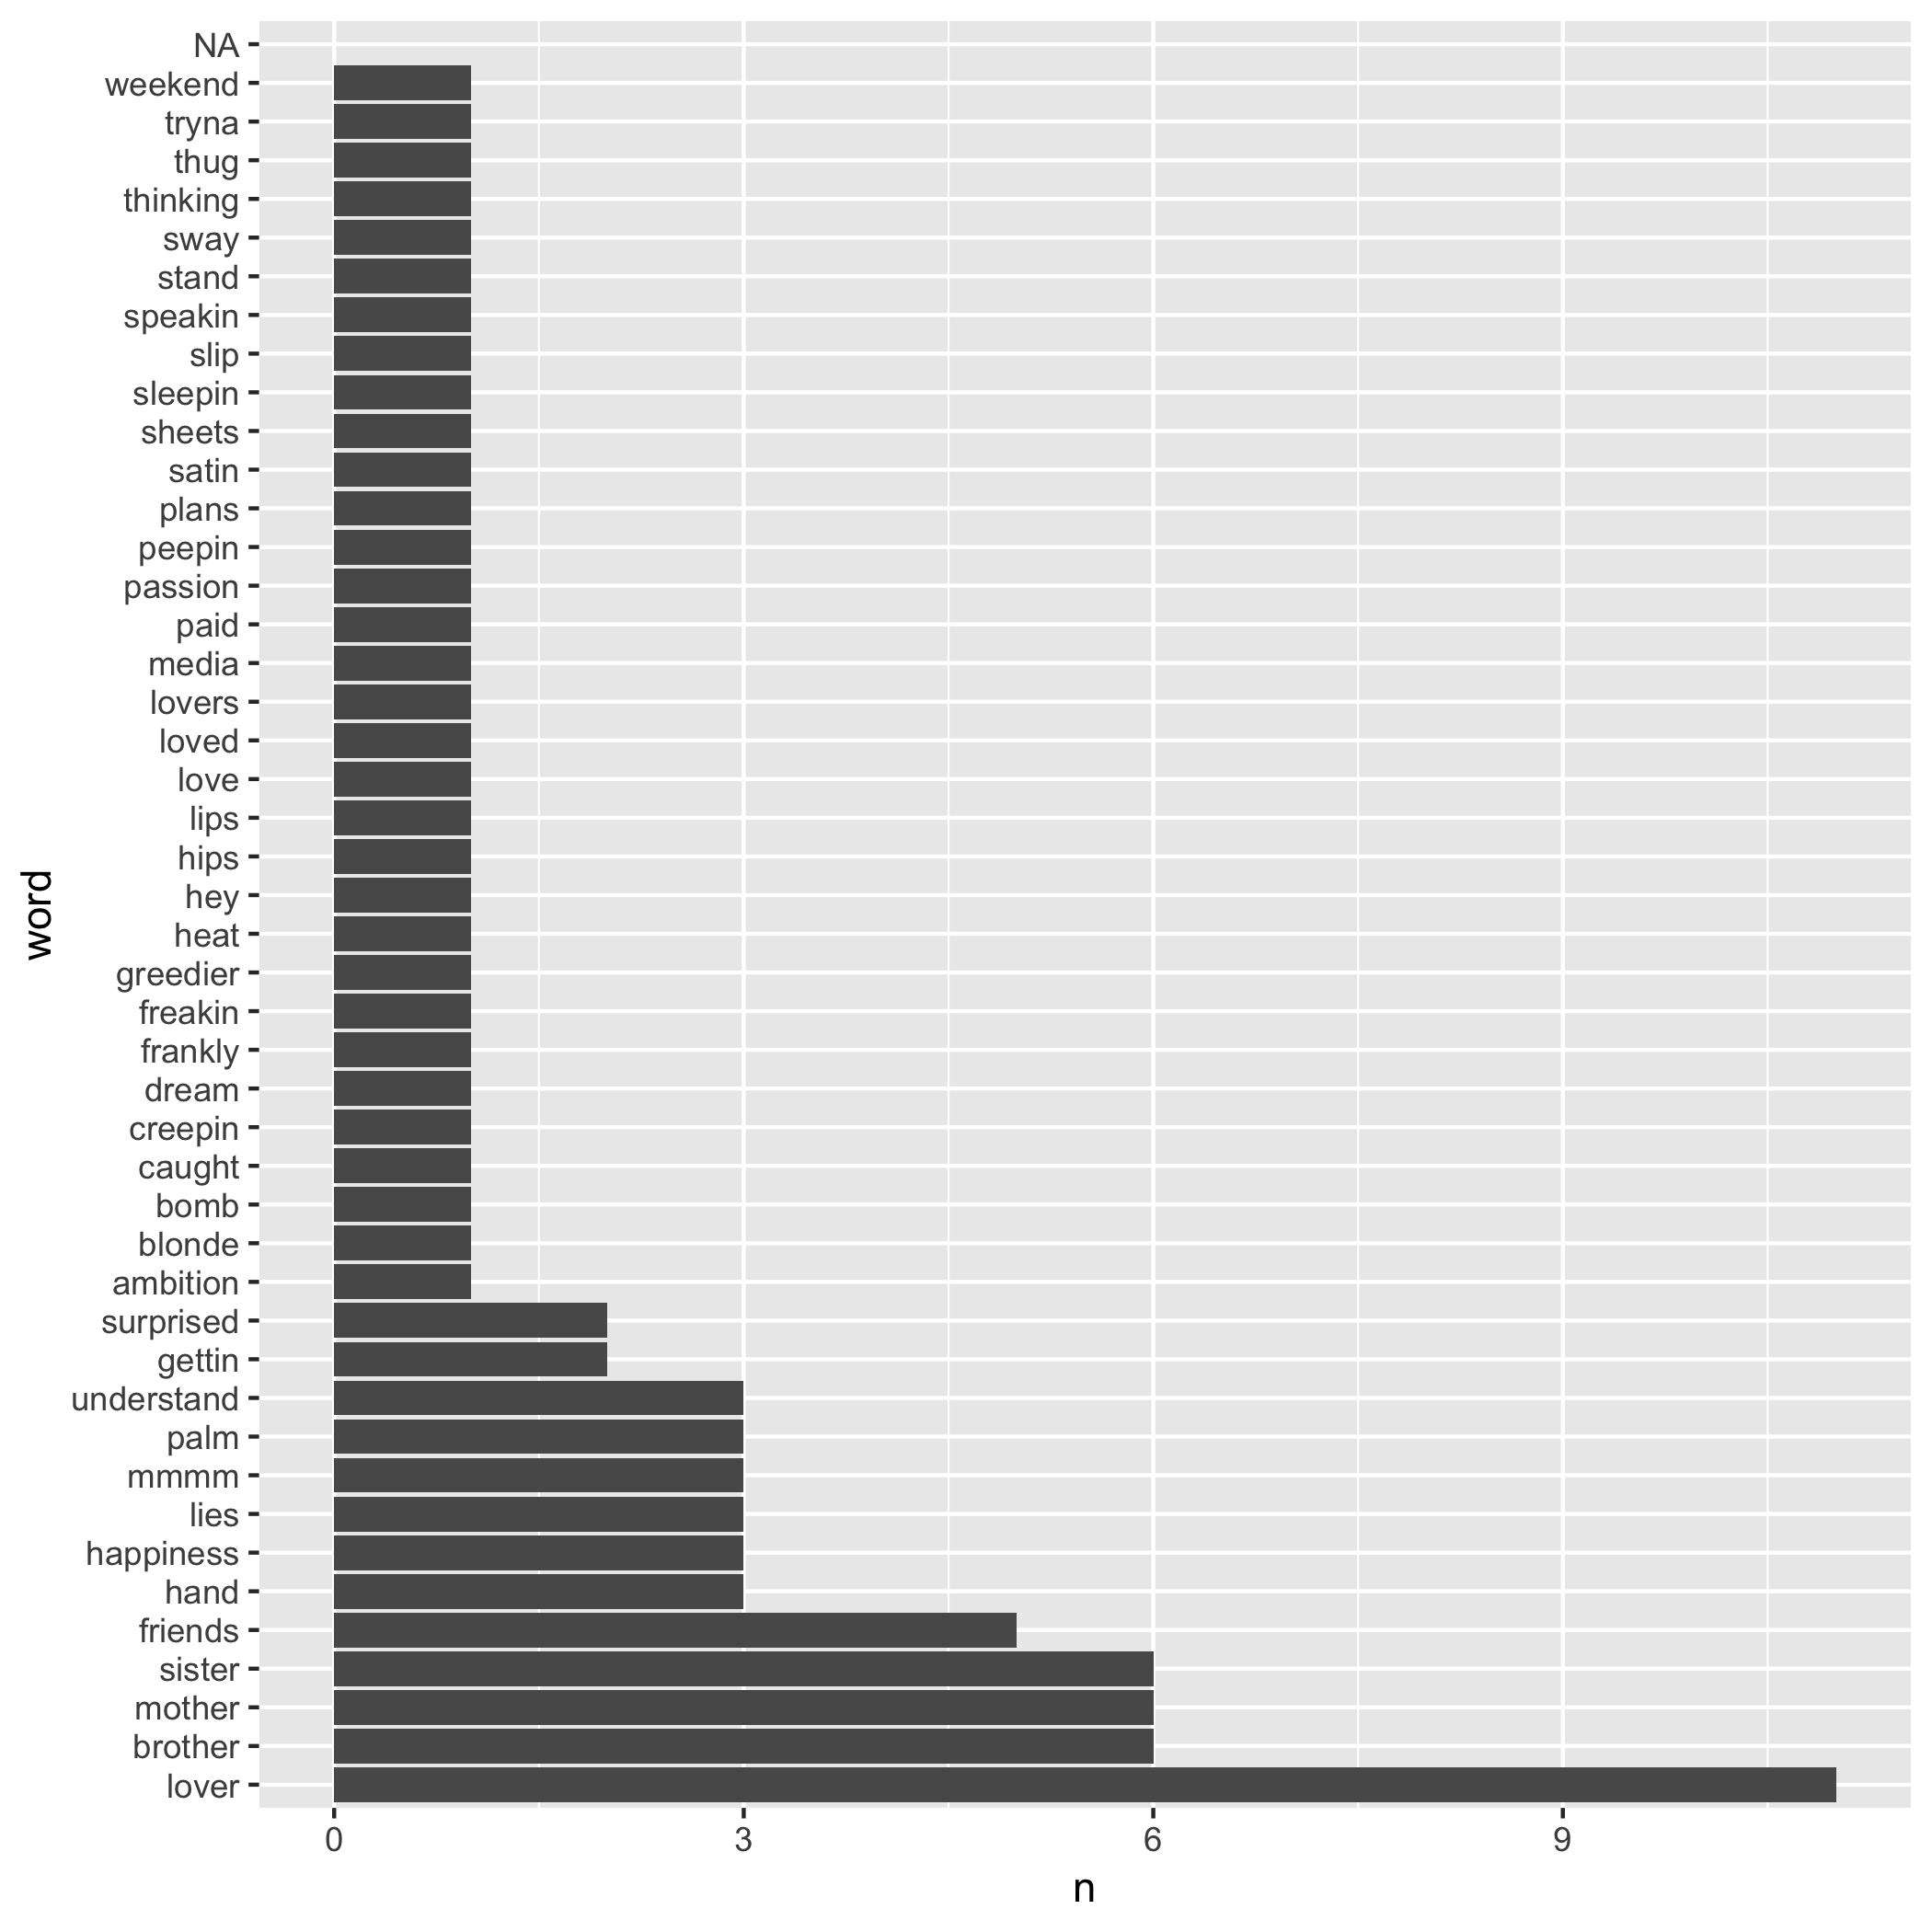 NA
weekend
tryna
thug
thinking
sway
stand
speakin
slip
sleepin
sheets
satin
plans
peepin
passion
paid
media
lovers
loved
love
lips
hips
hey
heat
greedier
freakin
frankly
dream
creepin
caught
bomb
blonde
ambition
surprised
gettin
understand
palm
mmmm
lies
happiness
hand
friends
sister
mother
brother
lover
word
0 3 6 9
n